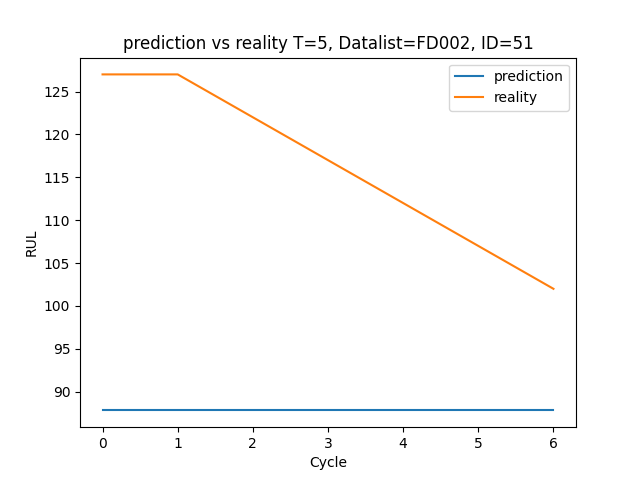 prediction vs reality T=5, Datalist=FD002, ID=51
prediction
reality
RUL
125
120
115
110
105
100
95
90
0 1 2 3 4 5 6
Cycle